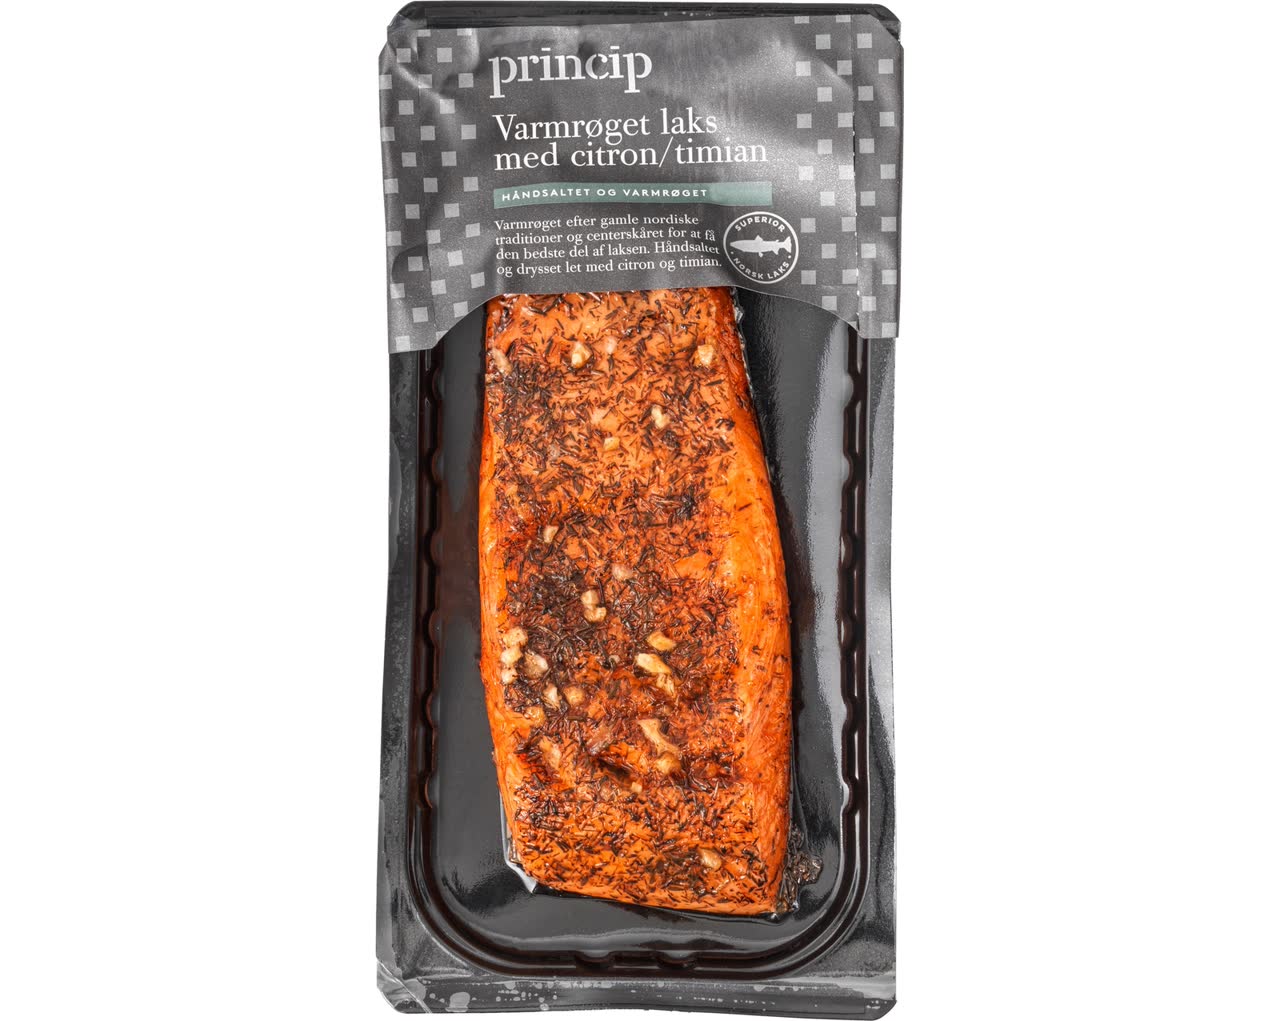 princip
Varmrøget laks
med citron/timian
HÅNDSALTET OG VARMRØGET
Varmrøget efter gamle nordiske
traditioner og centerskåret for at få
den bedste del af laksen. Håndsaltet
og drysset let med citron og timian.
SUPERIOR
NORSK LAKS